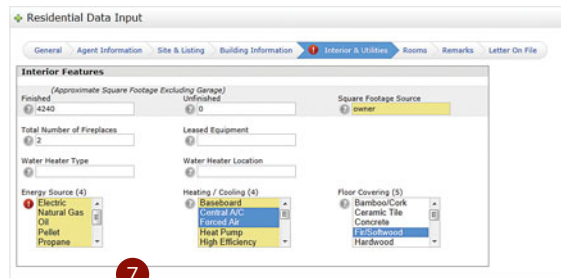 Residential Data Input
General Agent Information Site & Listing Building Information Interior & Utilities Rooms Remarks Letter On File
Interior Features
(Approximate Square Footage Excluding Garage)
Finished Unfinished Square Footage Source
4240 0 owner
Total Number of Fireplaces Leased Equipment
2
Water Heater Type Water Heater Location
Energy Source (4) Heating / Cooling (4) Floor Covering (5)
Electric Baseboard Bamboo/Cork
Natural Gas Central A/C Ceramic Tile
Oil Forced Air Concrete
Pellet Heat Pump Fir/Softwood
Propane High Efficiency Hardwood
7